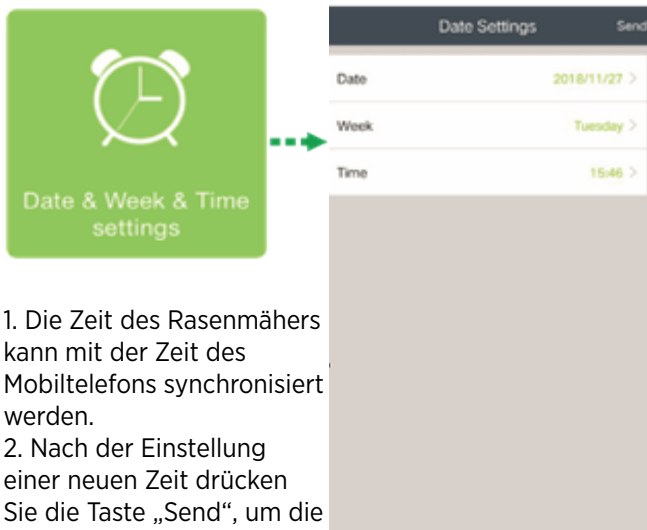 Date & Week & Time
settings
Date Settings Send
Date 2018/11/27 >
Week Tuesday >
Time 15:46 >
1. Die Zeit des Rasenmähers
kann mit der Zeit des
Mobiltelefons synchronisiert
werden.
2. Nach der Einstellung
einer neuen Zeit drücken
Sie die Taste „Send“, um die